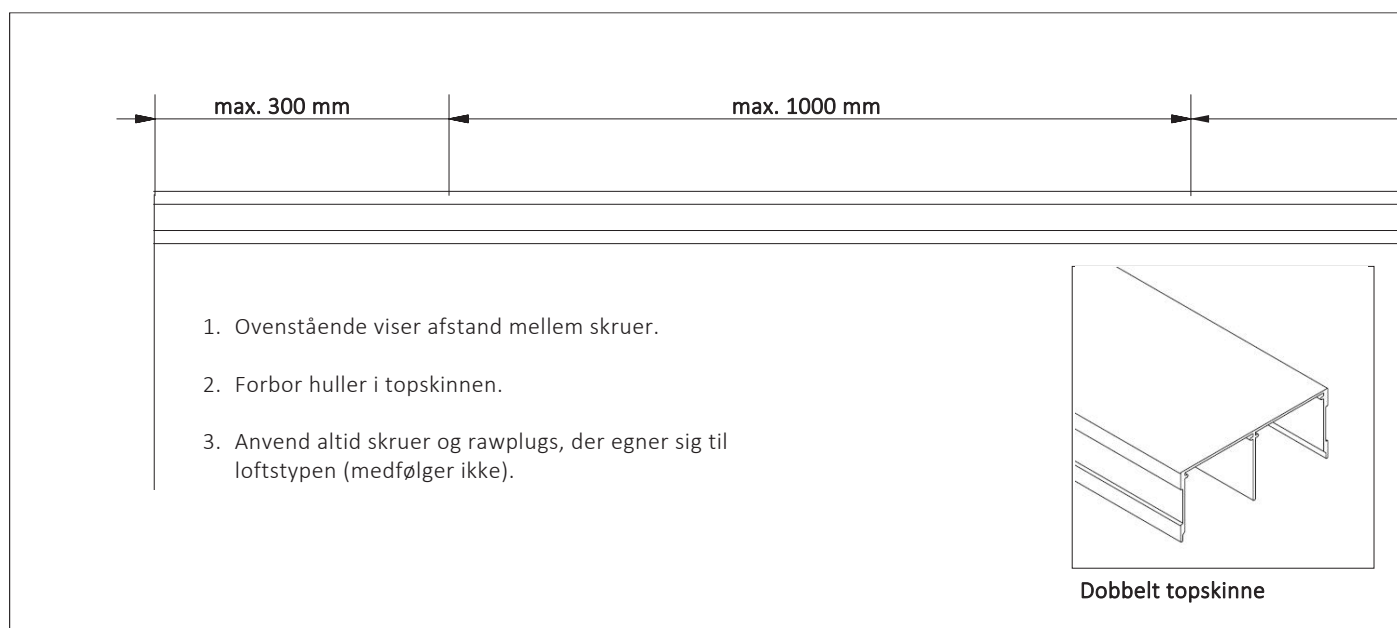 max. 300 mm
max. 1000 mm
1. Ovenstående viser afstand mellem skruer.
2. Forbor huller i topskinnen.
3. Anvend altid skruer og rawplugs, der egner sig til
loftstypen (medfølger ikke).
Dobbelt topskinne